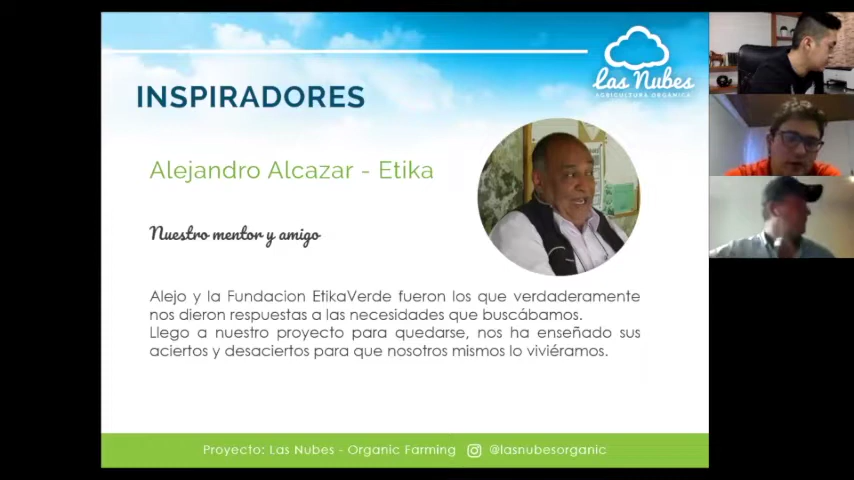 INSPIRADORES
Las Nubes
AGRICULTURA ORGÁNICA
Alejandro Alcazar - Etika
Nuestro mentor y amigo
Alejo y la Fundacion EtikaVerde fueron los que verdaderamente
nos dieron respuestas a las necesidades que buscábamos.
Llego a nuestro proyecto para quedarse, nos ha enseñado sus
aciertos y desaciertos para que nosotros mismos lo viviéramos.
Proyecto: Las Nubes - Organic Farming @lasnubesorganic